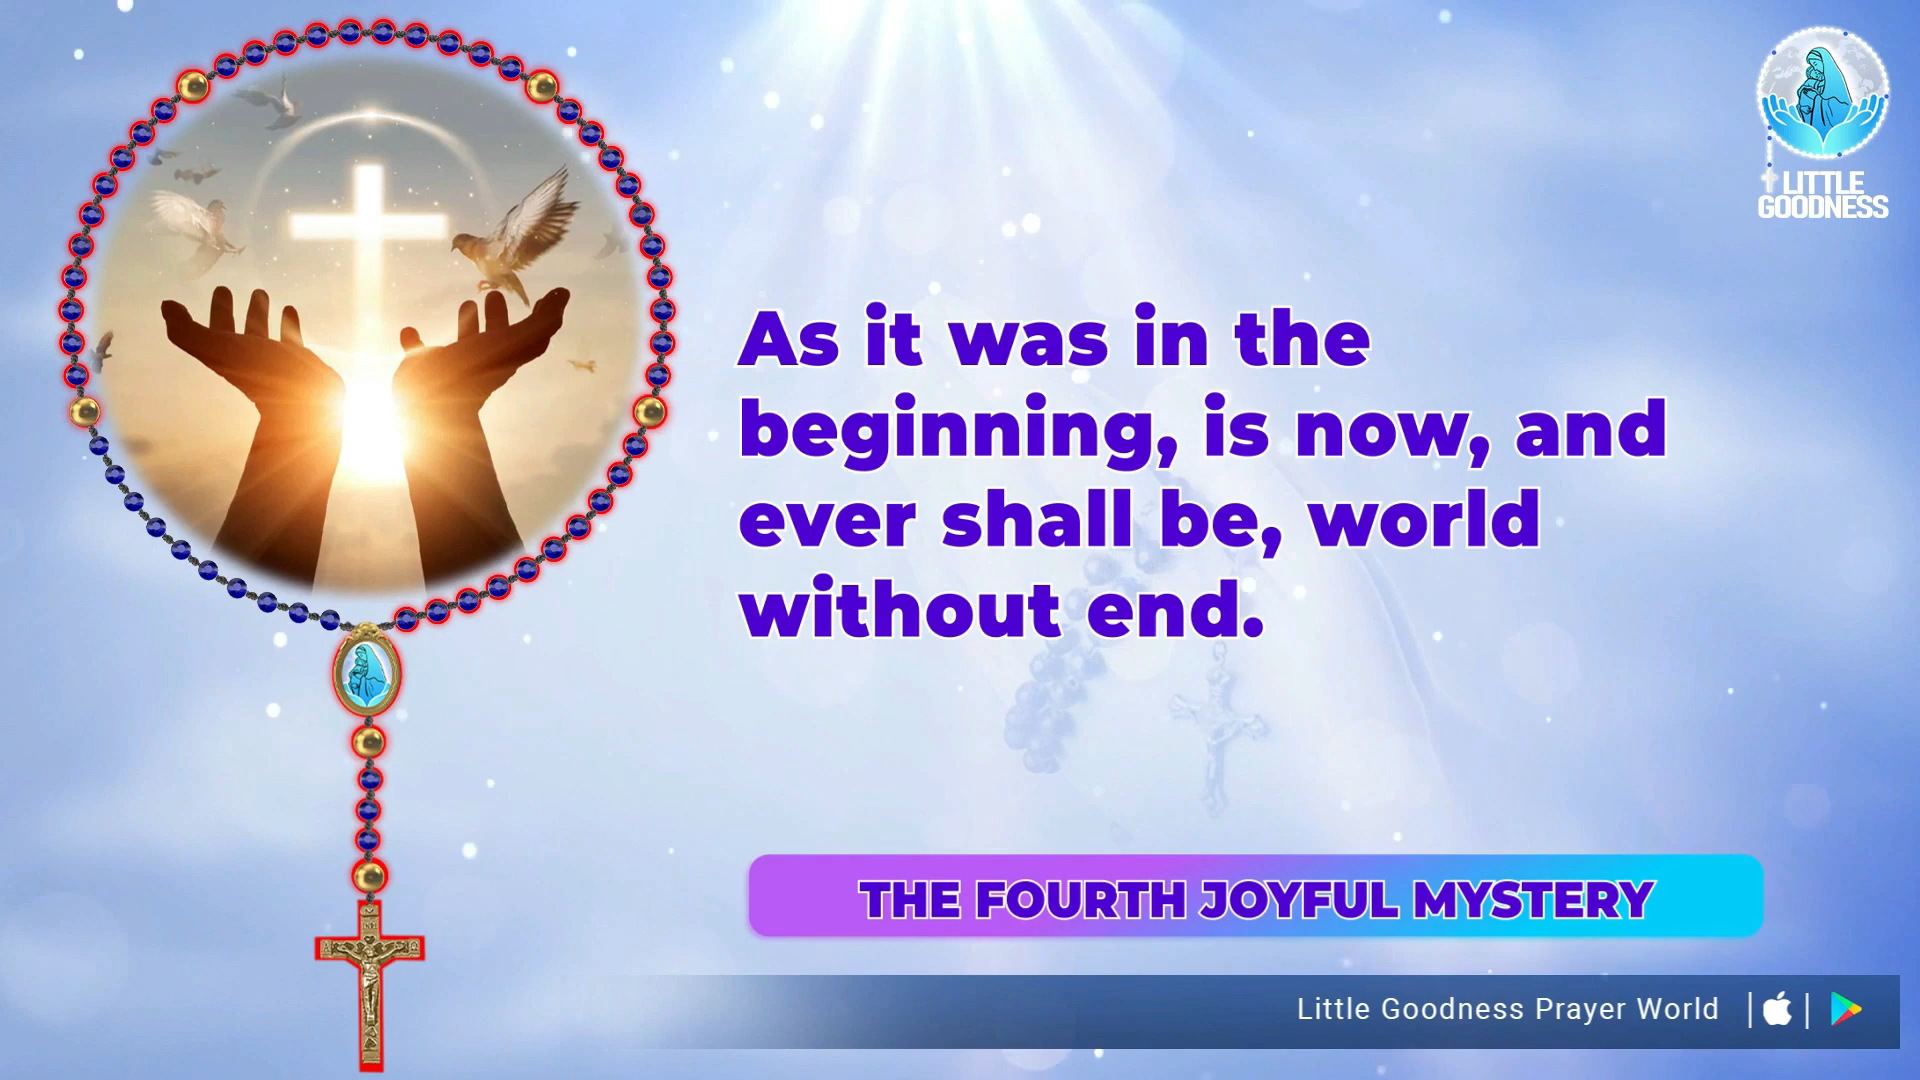 LITTLE
GOODNESS
As it was in the
beginning, is now, and
ever shall be, world
without end.
THE FOURTH JOYFUL MYSTERY
Little Goodness Prayer World